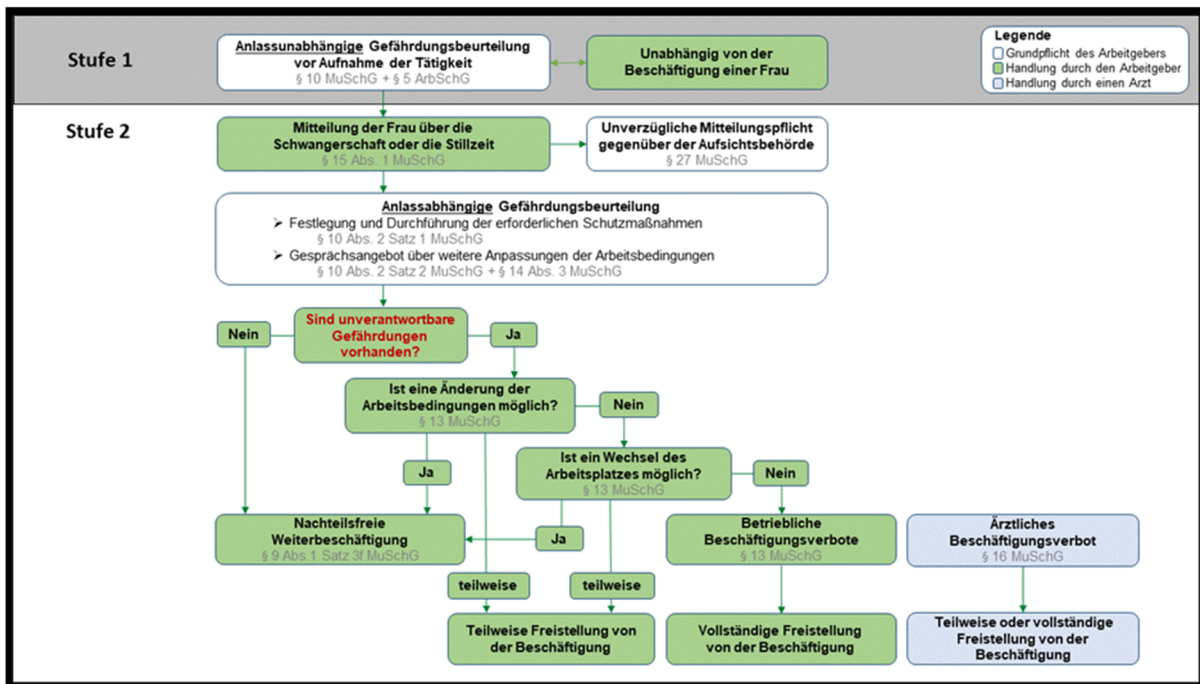 Stufe 1
Anlassunabhängige Gefährdungsbeurteilung
vor Aufnahme der Tätigkeit
§ 10 MuSchG + § 5 ArbSchG
Unabhängig von der
Beschäftigung einer Frau
Legende
Grundpflicht des Arbeitgebers
Handlung durch den Arbeitgeber
Handlung durch einen Arzt
Stufe 2
Mitteilung der Frau über die
Schwangerschaft oder die Stillzeit
§ 15 Abs. 1 MuSchG
Unverzügliche Mitteilungspflicht
gegenüber der Aufsichtsbehörde
§ 27 MuSchG
Anlassabhängige Gefährdungsbeurteilung
➢ Festlegung und Durchführung der erforderlichen Schutzmaßnahmen
§ 10 Abs. 2 Satz 1 MuSchG
➢ Gesprächsangebot über weitere Anpassungen der Arbeitsbedingungen
§ 10 Abs. 2 Satz 2 MuSchG + § 14 Abs. 3 MuSchG
Nein
Sind unverantwortbare
Gefährdungen
vorhanden?
Ja
Ist eine Änderung der
Arbeitsbedingungen möglich?
§ 13 MuSchG
Nein
Ja
Ist ein Wechsel des
Arbeitsplatzes möglich?
§ 13 MuSchG
Nein
Nachteilsfreie
Weiterbeschäftigung
§ 9 Abs.1 Satz 3f MuSchG
Ja
Betriebliche
Beschäftigungsverbote
§ 13 MuSchG
Ärztliches
Beschäftigungsverbot
§ 16 MuSchG
teilweise
teilweise
Teilweise Freistellung von
der Beschäftigung
Vollständige Freistellung
von der Beschäftigung
Teilweise oder vollständige
Freistellung von der
Beschäftigung